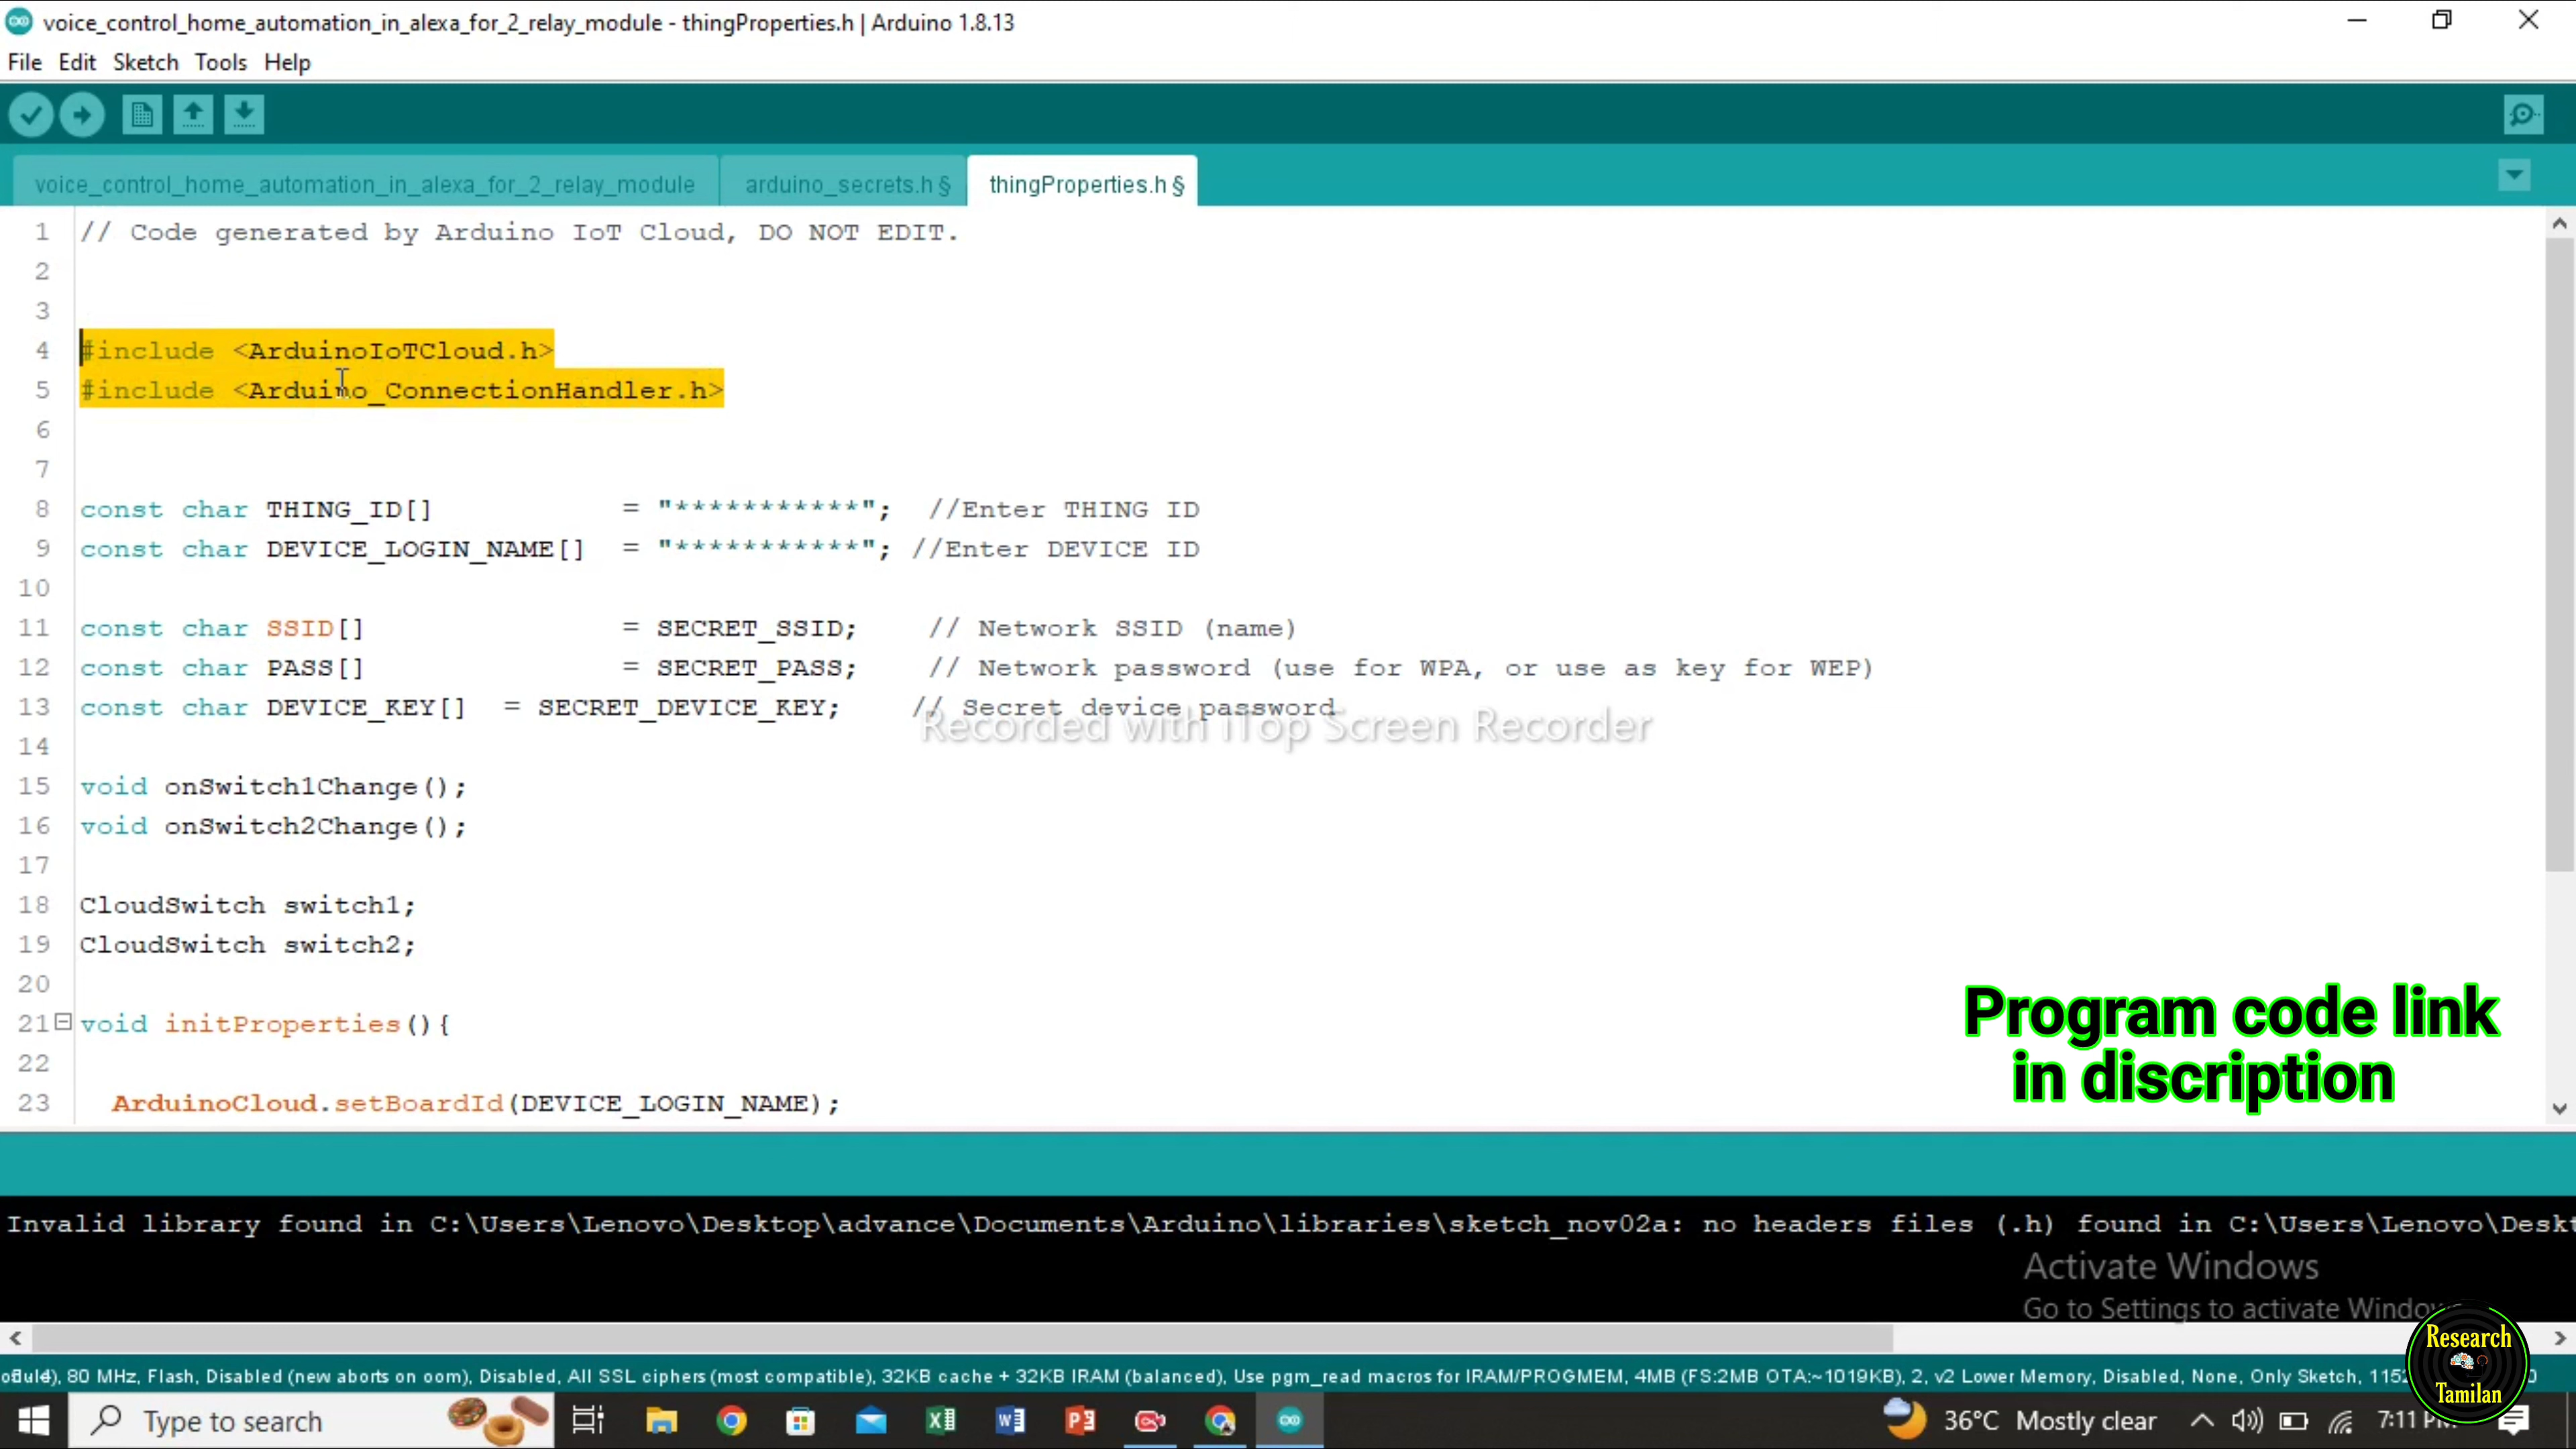 voice_control_home_automation_in_alexa_for_2_relay_module - thingProperties.h | Arduino 1.8.13
File Edit Sketch Tools Help
voice_control_home_automation_in_alexa_for_2_relay_module arduino_secrets.h § thingProperties.h §
1 // Code generated by Arduino IoT Cloud, DO NOT EDIT.
2
3
4 #include <ArduinoIoTCloud.h>
5 #include <Arduino_ConnectionHandler.h>
6
7
8 const char THING_ID[] = "***********"; //Enter THING ID
9 const char DEVICE_LOGIN_NAME[] = "***********"; //Enter DEVICE ID
10
11 const char SSID[] = SECRET_SSID; // Network SSID (name)
12 const char PASS[] = SECRET_PASS; // Network password (use for WPA, or use as key for WEP)
13 const char DEVICE_KEY[] = SECRET_DEVICE_KEY; // Secret device password
Recorded with iTop Screen Recorder
14
15 void onSwitch1Change();
16 void onSwitch2Change();
17
18 CloudSwitch switch1;
19 CloudSwitch switch2;
20
21 void initProperties(){
22
23 ArduinoCloud.setBoardId(DEVICE_LOGIN_NAME);
Program code link
in discription
Invalid library found in C:\Users\Lenovo\Desktop\advance\Documents\Arduino\libraries\sketch_nov02a: no headers files (.h) found in C:\Users\Lenovo\Deskt
Activate Windows
Go to Settings to activate Windows
80 MHz, Flash, Disabled (new aborts on oom), Disabled, All SSL ciphers (most compatible), 32KB cache + 32KB IRAM (balanced), Use pgm_read macros for IRAM/PROGMEM, 4MB (FS:2MB OTA:~1019KB), 2, v2 Lower Memory, Disabled, None, Only Sketch, 1152
Research
Tamilan
Type to search
36°C Mostly clear
7:11 PM